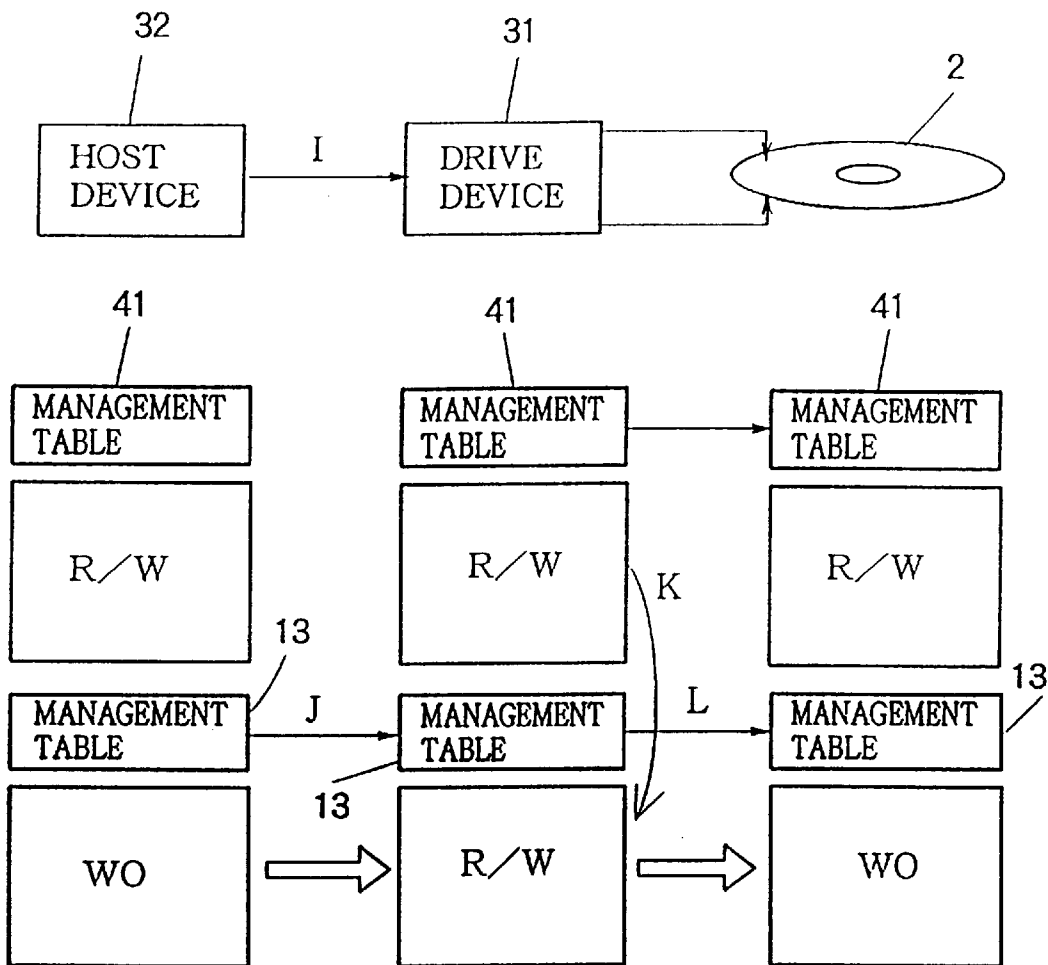 32
31
2
HOST
DEVICE
I
DRIVE
DEVICE
41
41
41
MANAGEMENT
TABLE
MANAGEMENT
TABLE
MANAGEMENT
TABLE
R/W
R/W
K
R/W
13
13
MANAGEMENT
TABLE
J
MANAGEMENT
TABLE
L
MANAGEMENT
TABLE
13
WO
R/W
WO